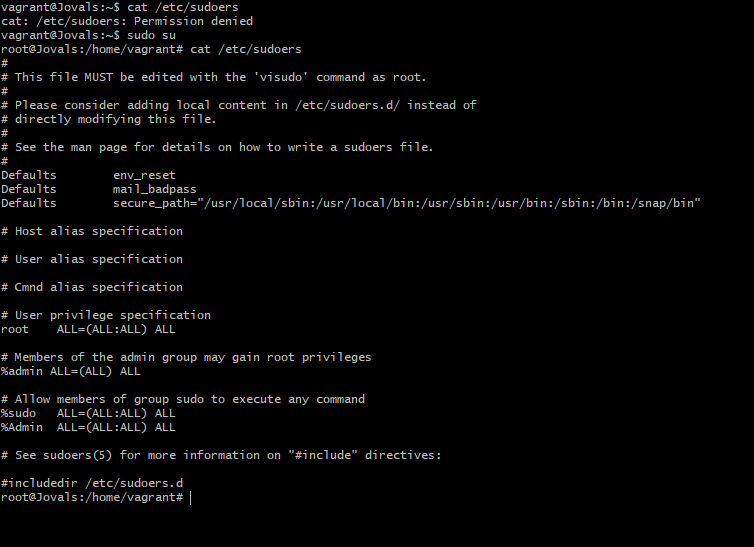 vagrant@Jovals:~$ cat /etc/sudoers
cat: /etc/sudoers: Permission denied
vagrant@Jovals:~$ sudo su
root@Jovals:/home/vagrant# cat /etc/sudoers
#
# This file MUST be edited with the 'visudo' command as root.
#
# Please consider adding local content in /etc/sudoers.d/ instead of
# directly modifying this file.
#
# See the man page for details on how to write a sudoers file.
#
Defaults        env_reset
Defaults        mail_badpass
Defaults        secure_path="/usr/local/sbin:/usr/local/bin:/usr/sbin:/usr/bin:/sbin:/bin:/snap/bin"
# Host alias specification
# User alias specification
# Cmnd alias specification
# User privilege specification
root    ALL=(ALL:ALL) ALL
# Members of the admin group may gain root privileges
%admin ALL=(ALL) ALL
# Allow members of group sudo to execute any command
%sudo   ALL=(ALL:ALL) ALL
%Admin  ALL=(ALL:ALL) ALL
# See sudoers(5) for more information on "#include" directives:
#includedir /etc/sudoers.d
root@Jovals:/home/vagrant#